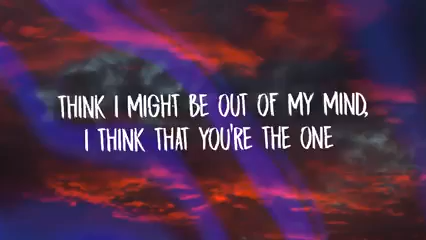 THINK I MIGHT BE OUT OF MY MIND,
I THINK THAT YOU'RE THE ONE